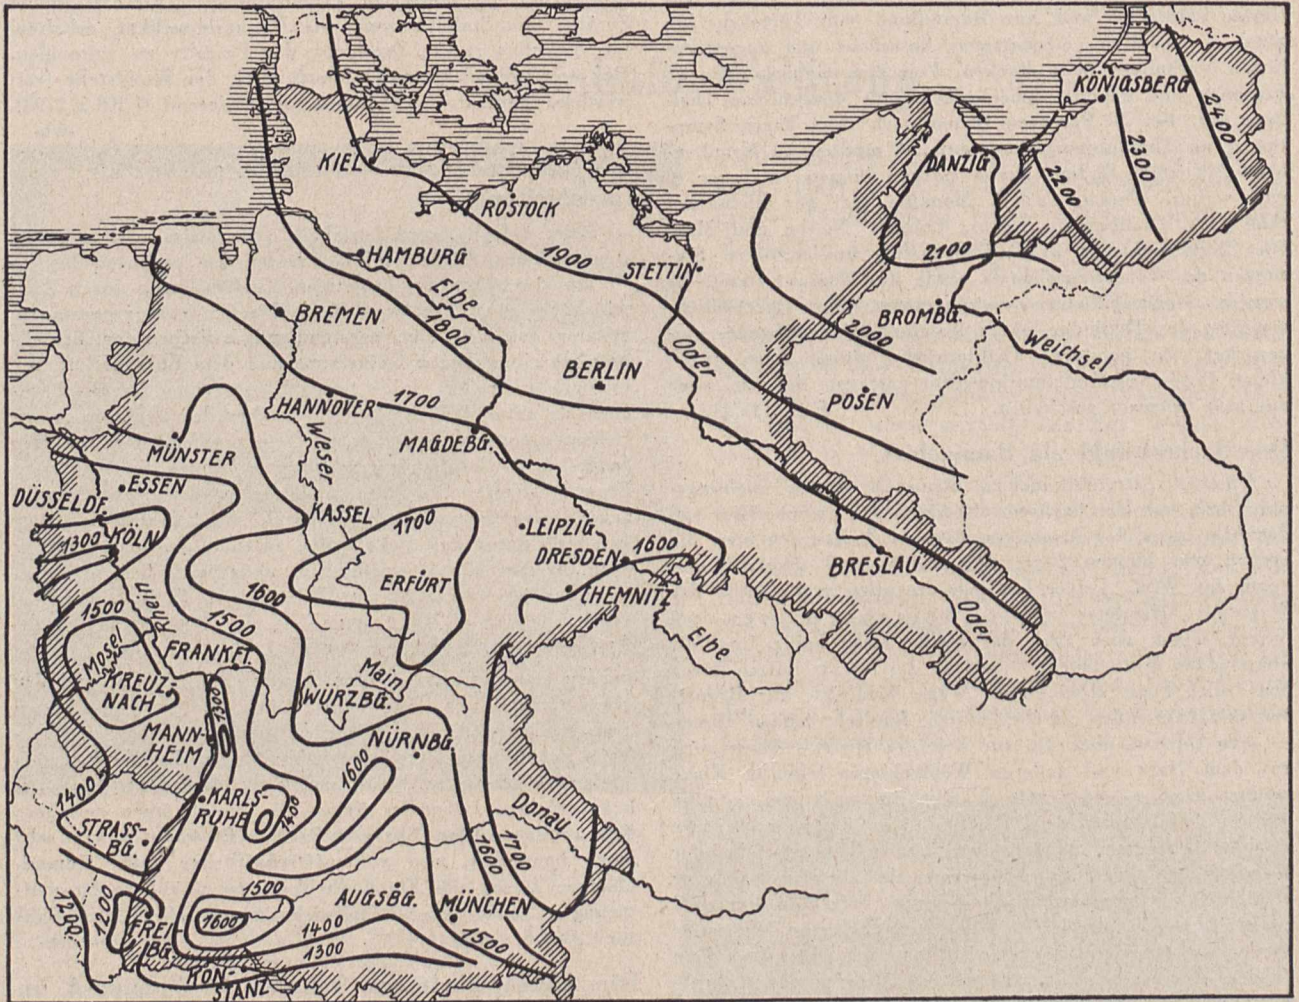 KÖNIGSBERG
2400
2300
KIEL
DANZIG
2200
ROSTOCK
HAMBURG
1900
STETTIN
2100
Elbe
BREMEN
1800
BROMBG.
2000
Oder
Weichsel
BERLIN
HANNOVER
1700
POSEN
MAGDEBG.
MÜNSTER
Weser
ESSEN
DÜSSELDF.
KASSEL
1700
LEIPZIG
1300
KÖLN
DRESDEN
1600
ERFURT
BRESLAU
1600
CHEMNITZ
1500
Rhein
1500
Elbe
Oder
Mosel
FRANKFT.
KREUZ-
NACH
Main
WÜRZBG.
1300
MANN-
HEIM
NÜRNBG.
1600
1400
KARLS-
RUHE
1400
Donau
STRASS-
BG.
1600
1700
1500
AUGSBG.
MÜNCHEN
1200
1200
FREI-
BG.
1600
1400
1300
1500
KON-
STANZ